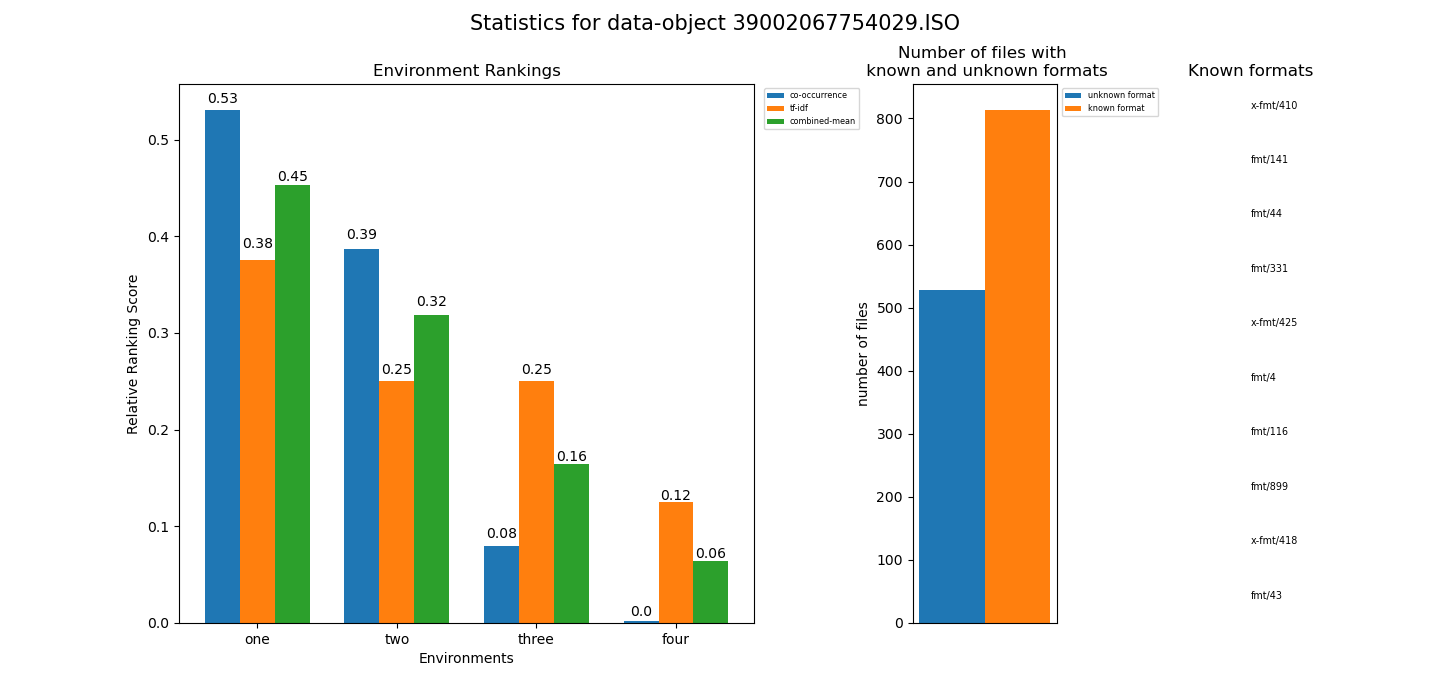 Statistics for data-object 39002067754029.ISO
Environment Rankings
Relative Ranking Score
0.5
0.4
0.3
0.2
0.1
0.0
0.53
0.38
0.45
0.39
0.25
0.32
0.08
0.25
0.16
0.0
0.12
0.06
one
two
three
four
Environments
co-occurrence
tf-idf
combined-mean
Number of files with
known and unknown formats
number of files
800
700
600
500
400
300
200
100
0
unknown format
known format
Known formats
x-fmt/410
fmt/141
fmt/44
fmt/331
x-fmt/425
fmt/4
fmt/116
fmt/899
x-fmt/418
fmt/43